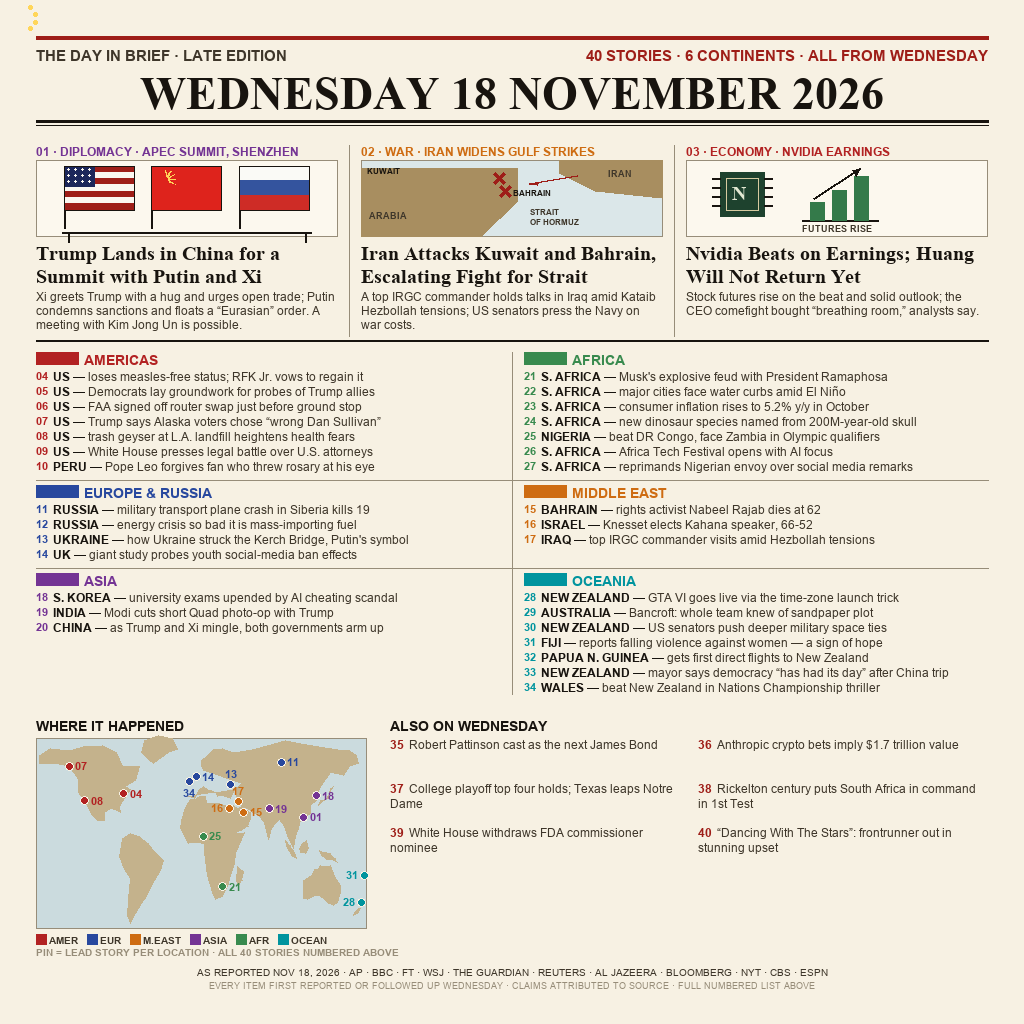 THE DAY IN BRIEF · LATE EDITION
40 STORIES · 6 CONTINENTS · ALL FROM WEDNESDAY
WEDNESDAY 18 NOVEMBER 2026
01 · DIPLOMACY · APEC SUMMIT, SHENZHEN
Trump Lands in China for a
Summit with Putin and Xi
Xi greets Trump with a hug and urges open trade; Putin
condemns sanctions and floats a “Eurasian” order. A
meeting with Kim Jong Un is possible.
02 · WAR · IRAN WIDENS GULF STRIKES
KUWAIT
IRAN
BAHRAIN
ARABIA
STRAIT
OF HORMUZ
Iran Attacks Kuwait and Bahrain,
Escalating Fight for Strait
A top IRGC commander holds talks in Iraq amid Kataib
Hezbollah tensions; US senators press the Navy on
war costs.
03 · ECONOMY · NVIDIA EARNINGS
N
FUTURES RISE
Nvidia Beats on Earnings; Huang
Will Not Return Yet
Stock futures rise on the beat and solid outlook; the
CEO comefight bought “breathing room,” analysts say.
AMERICAS
04 US — loses measles-free status; RFK Jr. vows to regain it
05 US — Democrats lay groundwork for probes of Trump allies
06 US — FAA signed off router swap just before ground stop
07 US — Trump says Alaska voters chose “wrong Dan Sullivan”
08 US — trash geyser at L.A. landfill heightens health fears
09 US — White House presses legal battle over U.S. attorneys
10 PERU — Pope Leo forgives fan who threw rosary at his eye
AFRICA
21 S. AFRICA — Musk's explosive feud with President Ramaphosa
22 S. AFRICA — major cities face water curbs amid El Niño
23 S. AFRICA — consumer inflation rises to 5.2% y/y in October
24 S. AFRICA — new dinosaur species named from 200M-year-old skull
25 NIGERIA — beat DR Congo, face Zambia in Olympic qualifiers
26 S. AFRICA — Africa Tech Festival opens with AI focus
27 S. AFRICA — reprimands Nigerian envoy over social media remarks
EUROPE & RUSSIA
11 RUSSIA — military transport plane crash in Siberia kills 19
12 RUSSIA — energy crisis so bad it is mass-importing fuel
13 UKRAINE — how Ukraine struck the Kerch Bridge, Putin's symbol
14 UK — giant study probes youth social-media ban effects
MIDDLE EAST
15 BAHRAIN — rights activist Nabeel Rajab dies at 62
16 ISRAEL — Knesset elects Kahana speaker, 66-52
17 IRAQ — top IRGC commander visits amid Hezbollah tensions
ASIA
18 S. KOREA — university exams upended by AI cheating scandal
19 INDIA — Modi cuts short Quad photo-op with Trump
20 CHINA — as Trump and Xi mingle, both governments arm up
OCEANIA
28 NEW ZEALAND — GTA VI goes live via the time-zone launch trick
29 AUSTRALIA — Bancroft: whole team knew of sandpaper plot
30 NEW ZEALAND — US senators push deeper military space ties
31 FIJI — reports falling violence against women — a sign of hope
32 PAPUA N. GUINEA — gets first direct flights to New Zealand
33 NEW ZEALAND — mayor says democracy “has had its day” after China trip
34 WALES — beat New Zealand in Nations Championship thriller
WHERE IT HAPPENED
07
11
14
13
34
08
04
17
16
15
19
18
01
25
21
31
28
AMER EUR M.EAST ASIA AFR OCEAN
PIN = LEAD STORY PER LOCATION · ALL 40 STORIES NUMBERED ABOVE
ALSO ON WEDNESDAY
35 Robert Pattinson cast as the next James Bond
36 Anthropic crypto bets imply $1.7 trillion value
37 College playoff top four holds; Texas leaps Notre
Dame
38 Rickelton century puts South Africa in command
in 1st Test
39 White House withdraws FDA commissioner
nominee
40 “Dancing With The Stars”: frontrunner out in
stunning upset
AS REPORTED NOV 18, 2026 · AP · BBC · FT · WSJ · THE GUARDIAN · REUTERS · AL JAZEERA · BLOOMBERG · NYT · CBS · ESPN
EVERY ITEM FIRST REPORTED OR FOLLOWED UP WEDNESDAY · CLAIMS ATTRIBUTED TO SOURCE · FULL NUMBERED LIST ABOVE